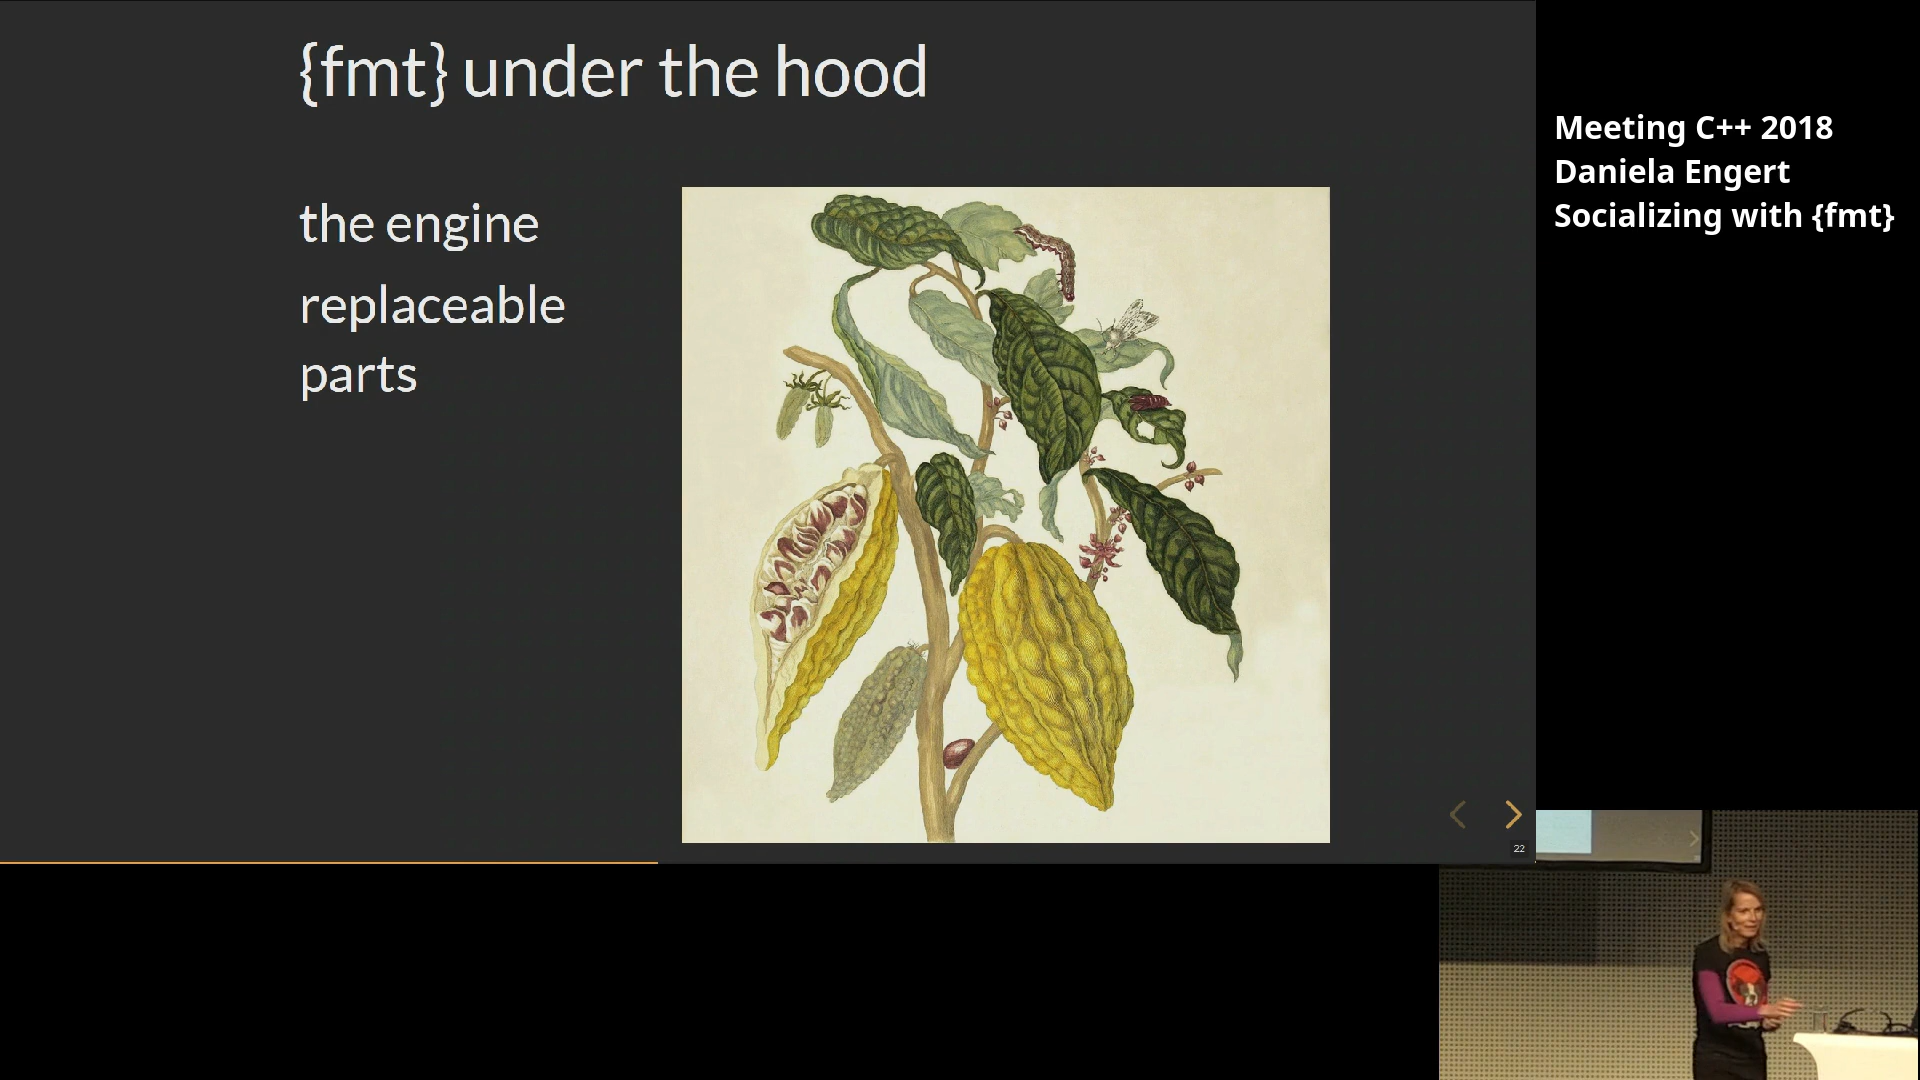 {fmt} under the hood
the engine
replaceable
parts
22
Meeting C++ 2018
Daniela Engert
Socializing with {fmt}